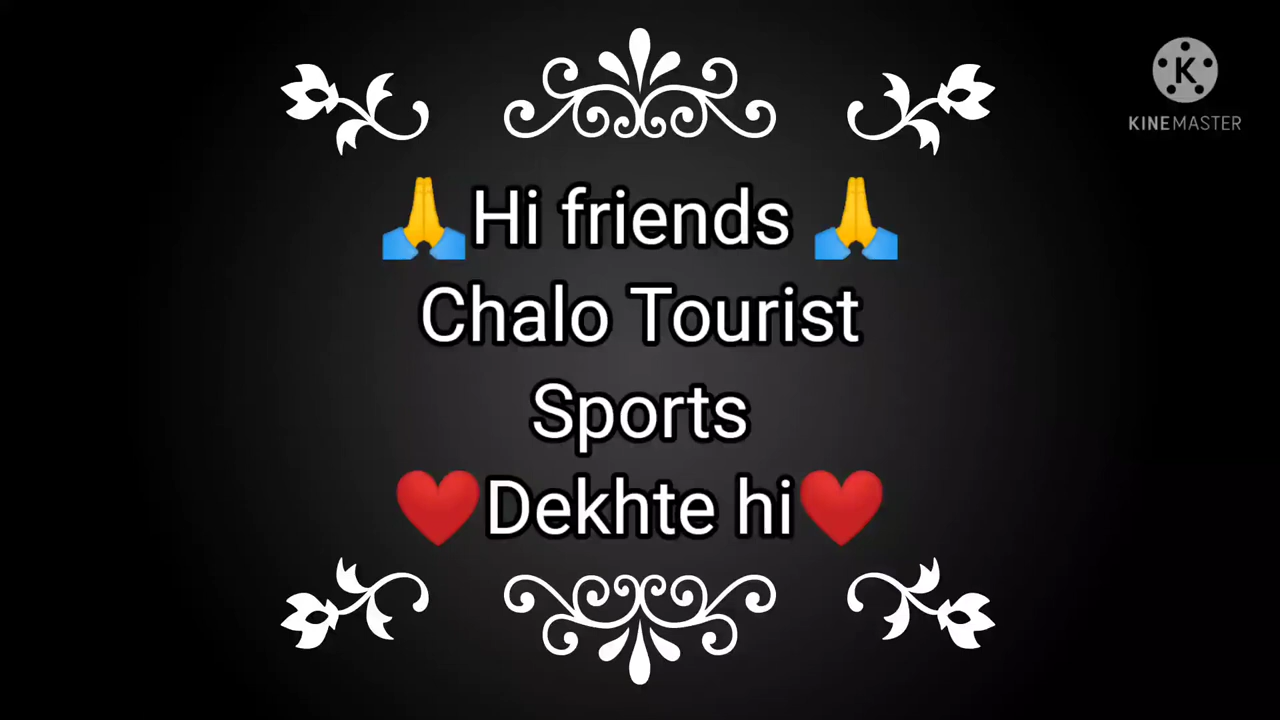 KINEMASTER
🙏Hi friends 🙏
Chalo Tourist
Sports
❤️Dekhte hi❤️